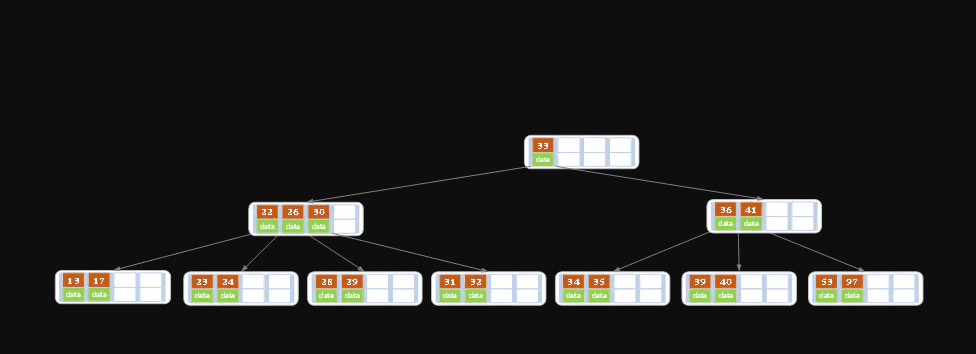 33
data
22 26 30
data data data
36 41
data data
13 17
data data
23 24
data data
28 29
data data
31 32
data data
34 35
data data
39 40
data data
53 97
data data